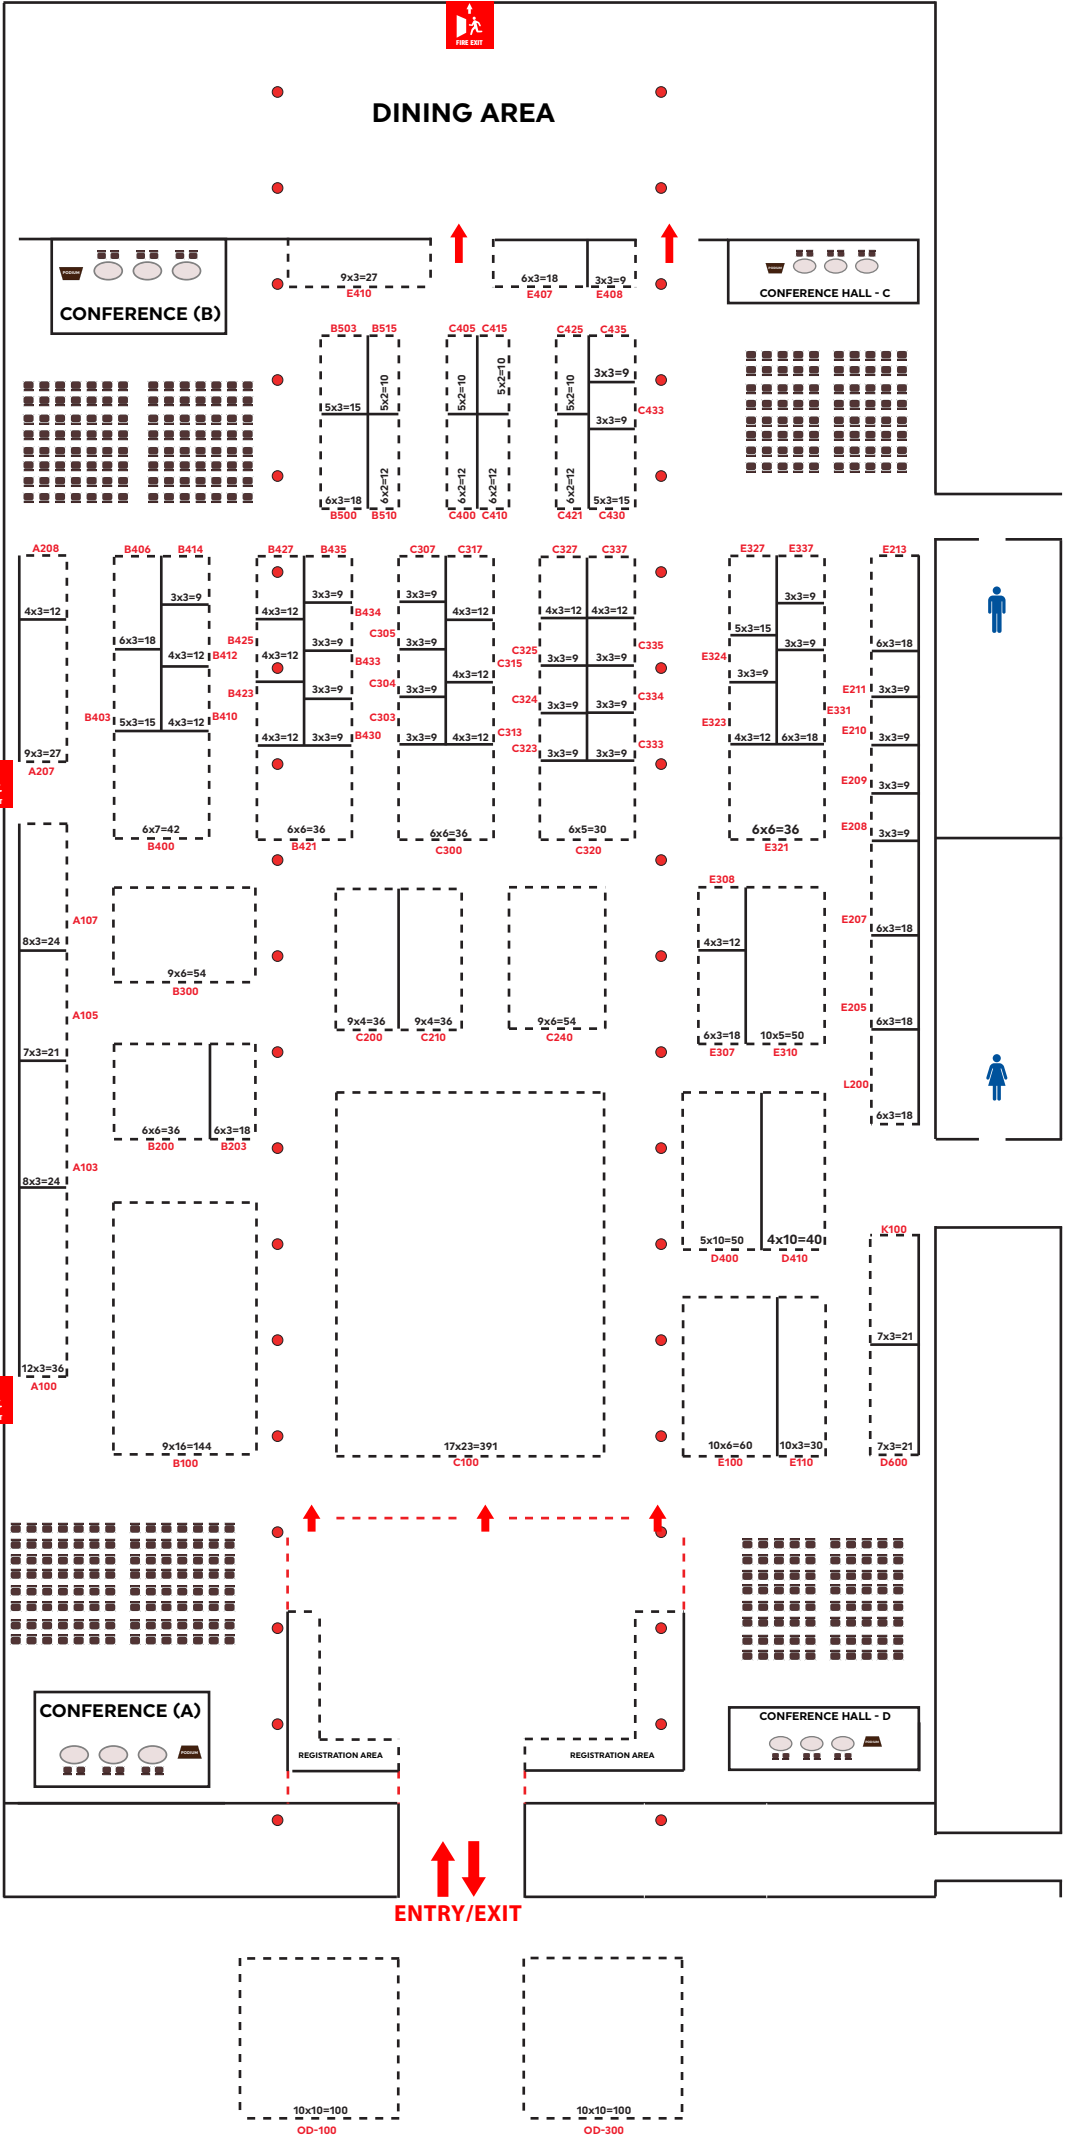 FIRE EXIT
DINING AREA
PODIUM
CONFERENCE (B)
9x3=27
E410
6x3=18
3x3=9
E407
E408
PODIUM
CONFERENCE HALL - C
B503
B515
C405
C415
C425
C435
5x3=15
5x2=10
5x2=10
5x2=10
5x2=10
3x3=9
C433
3x3=9
6x3=18
6x2=12
6x2=12
6x2=12
6x2=12
5x3=15
B500
B510
C400
C410
C421
C430
A208
B406
B414
B427
B435
C307
C317
C327
C337
E327
E337
E213
4x3=12
3x3=9
4x3=12
3x3=9
B434
3x3=9
4x3=12
4x3=12
4x3=12
3x3=9
5x3=15
6x3=18
6x3=18
4x3=12
B412
B425
4x3=12
3x3=9
B433
C305
3x3=9
C315
C325
3x3=9
3x3=9
C335
E324
3x3=9
3x3=9
B423
3x3=9
C304
3x3=9
4x3=12
C324
3x3=9
3x3=9
C334
E211
3x3=9
B403
5x3=15
4x3=12
B410
4x3=12
3x3=9
B430
C303
3x3=9
4x3=12
C313
C323
3x3=9
3x3=9
C333
E323
4x3=12
6x3=18
E331
E210
3x3=9
9x3=27
A207
E209
3x3=9
6x7=42
B400
6x6=36
B421
6x6=36
C300
6x5=30
C320
6x6=36
E321
E208
3x3=9
A107
8x3=24
9x6=54
B300
9x4=36
9x4=36
C200
C210
9x6=54
C240
E308
4x3=12
6x3=18
10x5=50
E307
E310
E207
6x3=18
A105
7x3=21
E205
6x3=18
6x6=36
6x3=18
B200
B203
L200
6x3=18
A103
8x3=24
5x10=50
4x10=40
D400
D410
K100
7x3=21
12x3=36
A100
9x16=144
B100
17x23=391
C100
10x6=60
10x3=30
E100
E110
7x3=21
D600
CONFERENCE (A)
PODIUM
REGISTRATION AREA
REGISTRATION AREA
CONFERENCE HALL - D
PODIUM
ENTRY/EXIT
10x10=100
OD-100
10x10=100
OD-300